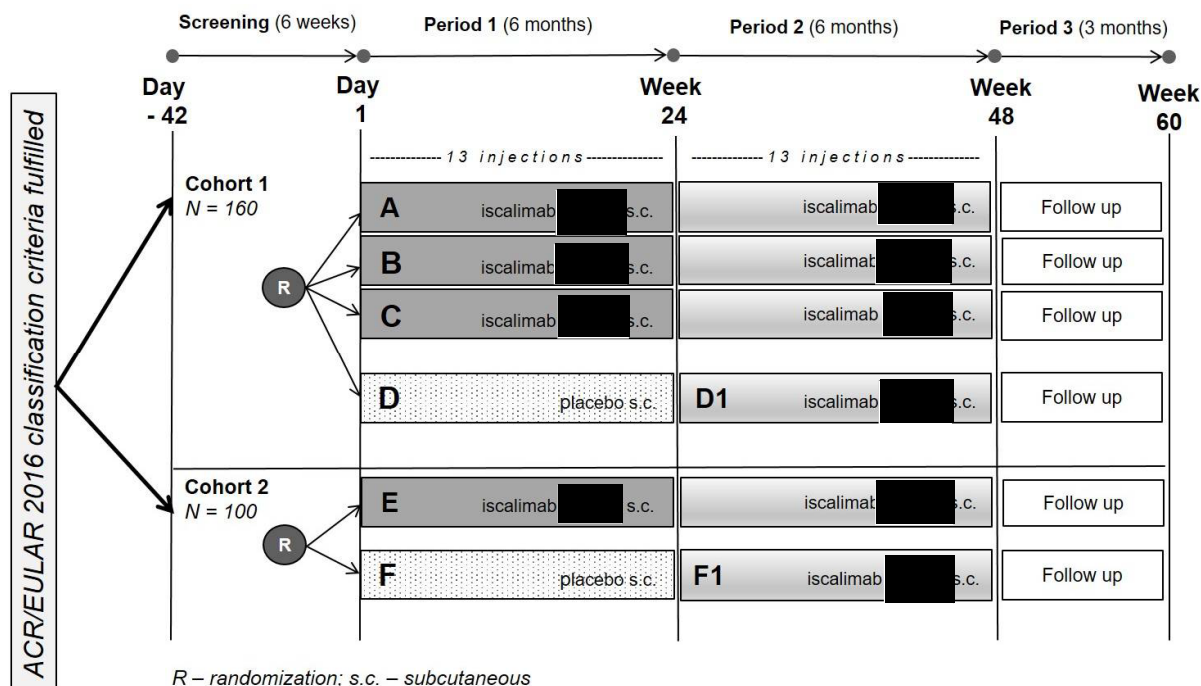 Screening (6 weeks)
Period 1 (6 months)
Period 2 (6 months)
Period 3 (3 months)
Day
- 42
Day
1
Week
24
Week
48
Week
60
ACR/EULAR 2016 classification criteria fulfilled
-------------- 13 injections --------------
-------------- 13 injections --------------
Cohort 1
N = 160
R
A iscalimab s.c.
iscalimab s.c.
Follow up
B iscalimab s.c.
iscalimab s.c.
Follow up
C iscalimab s.c.
iscalimab s.c.
Follow up
D placebo s.c.
D1 iscalimab s.c.
Follow up
Cohort 2
N = 100
R
E iscalimab s.c.
iscalimab s.c.
Follow up
F placebo s.c.
F1 iscalimab s.c.
Follow up
R – randomization; s.c. – subcutaneous